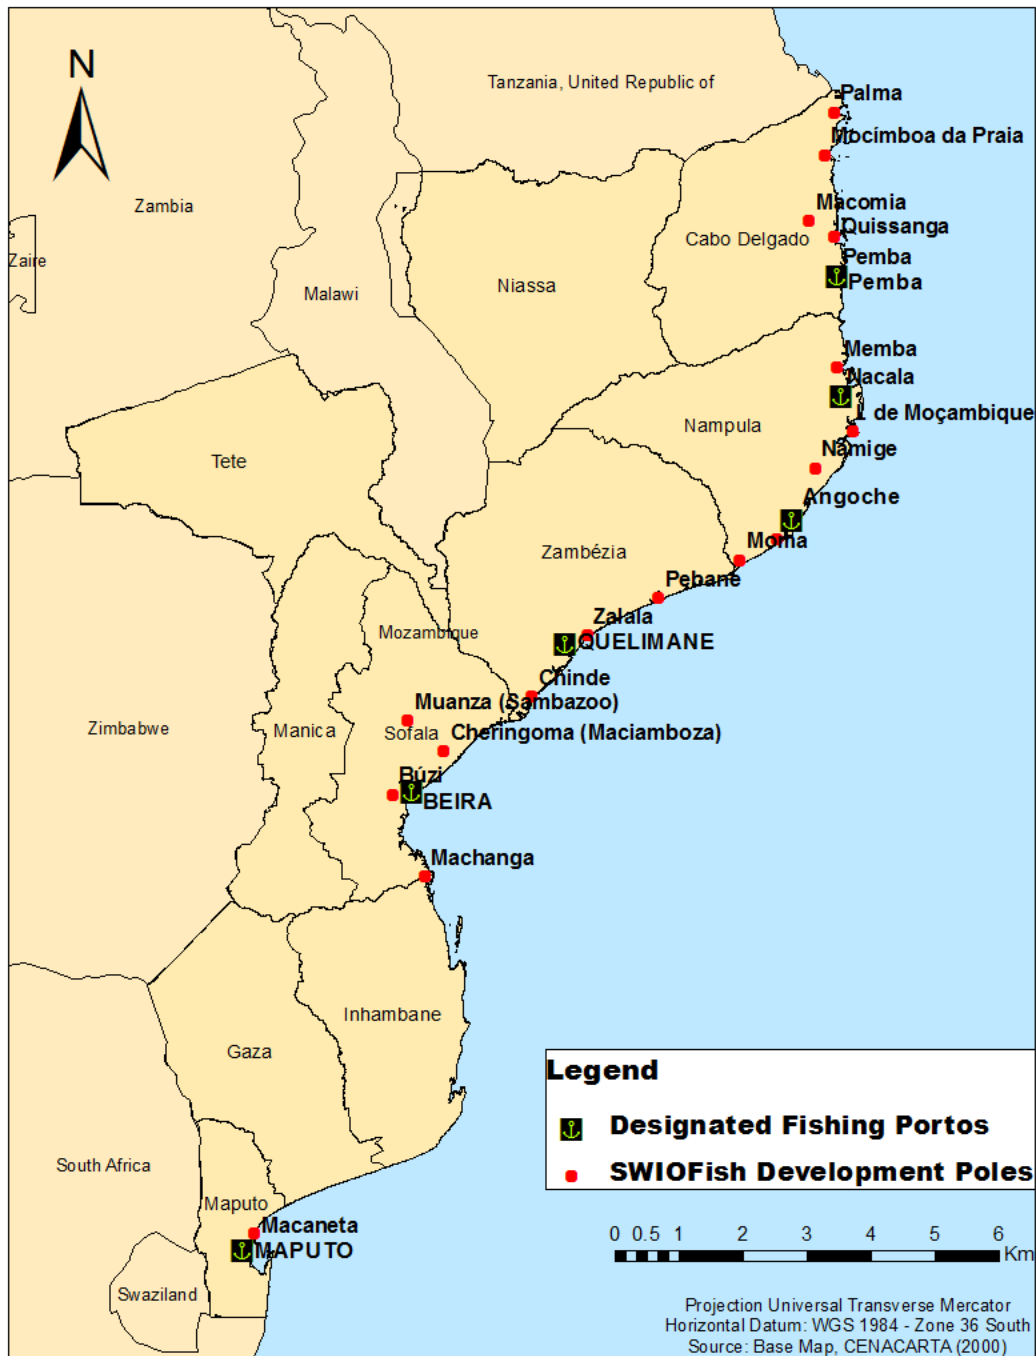 N
Tanzania, United Republic of
Palma
Mocímboa da Praia
Zambia
Macomia
Quissanga
Cabo Delgado
Zaire
Pemba
Pemba
Niassa
Malawi
Memba
Nacala
I. de Moçambique
Nampula
Namige
Tete
Angoche
Moma
Zambézia
Pebane
Zalala
Mozambique
QUELIMANE
Chinde
Muanza (Sambazoo)
Zimbabwe
Manica
Sofala
Cheringoma (Maciamboza)
Búzi
BEIRA
Machanga
Inhambane
Gaza
Legend
Designated Fishing Portos
SWIOFish Development Poles
South Africa
Maputo
Macaneta
MAPUTO
0 0.5 1 2 3 4 5 6
Km
Swaziland
Projection Universal Transverse Mercator
Horizontal Datum: WGS 1984 - Zone 36 South
Source: Base Map, CENACARTA (2000)